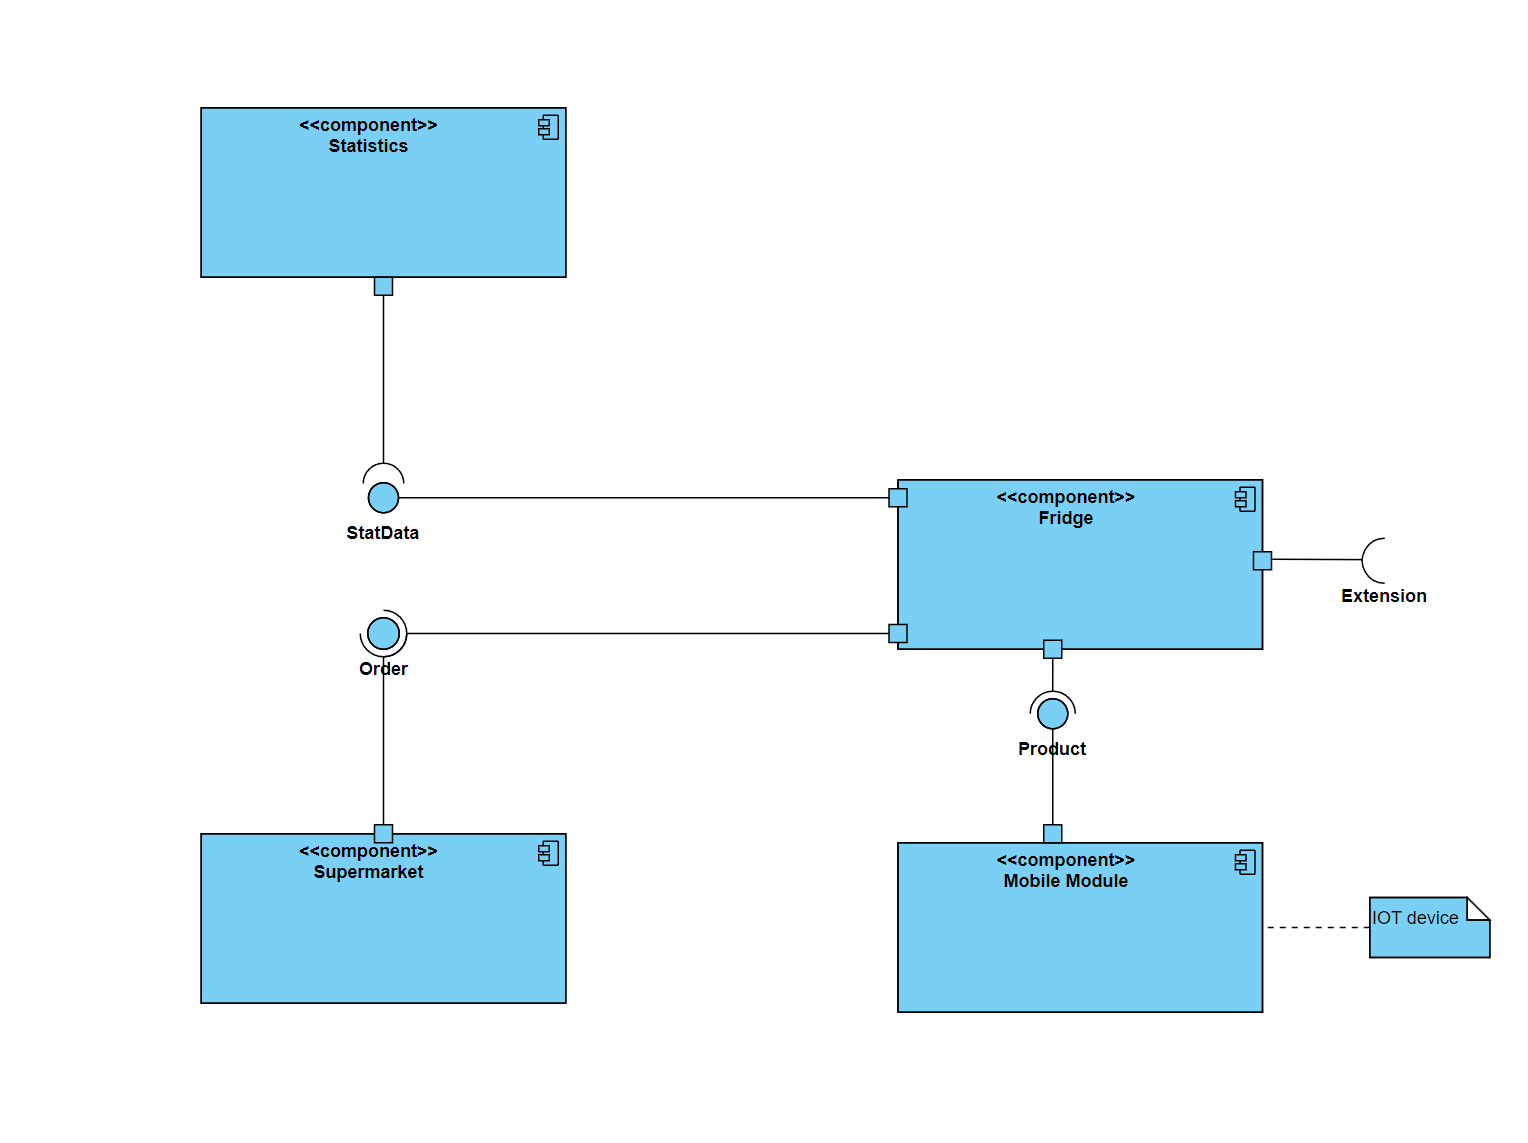 <<component>>
Statistics
StatData
<<component>>
Fridge
Extension
Order
Product
<<component>>
Supermarket
<<component>>
Mobile Module
IOT device